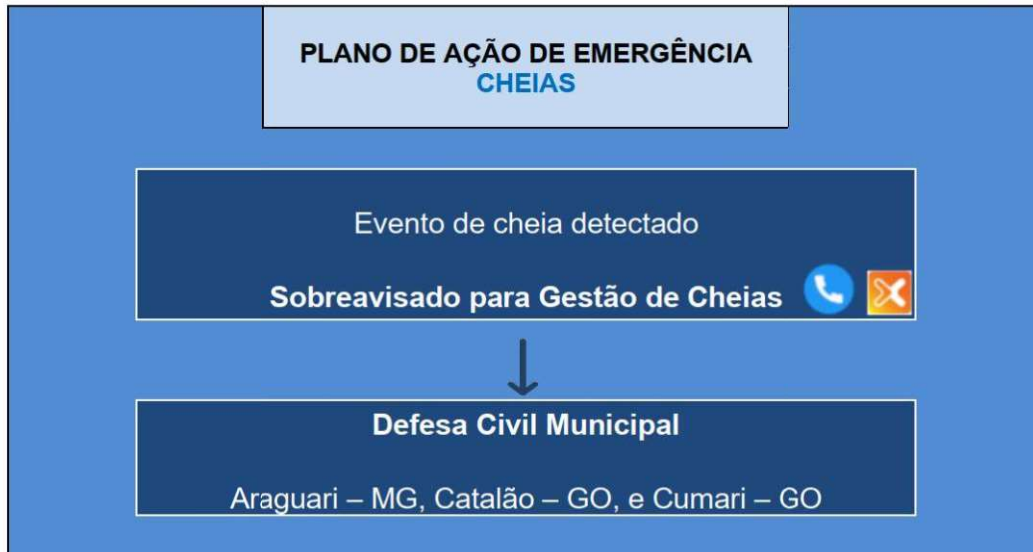 PLANO DE AÇÃO DE EMERGÊNCIA
CHEIAS
Evento de cheia detectado
Sobreavisado para Gestão de Cheias
Defesa Civil Municipal
Araguari – MG, Catalão – GO, e Cumari – GO